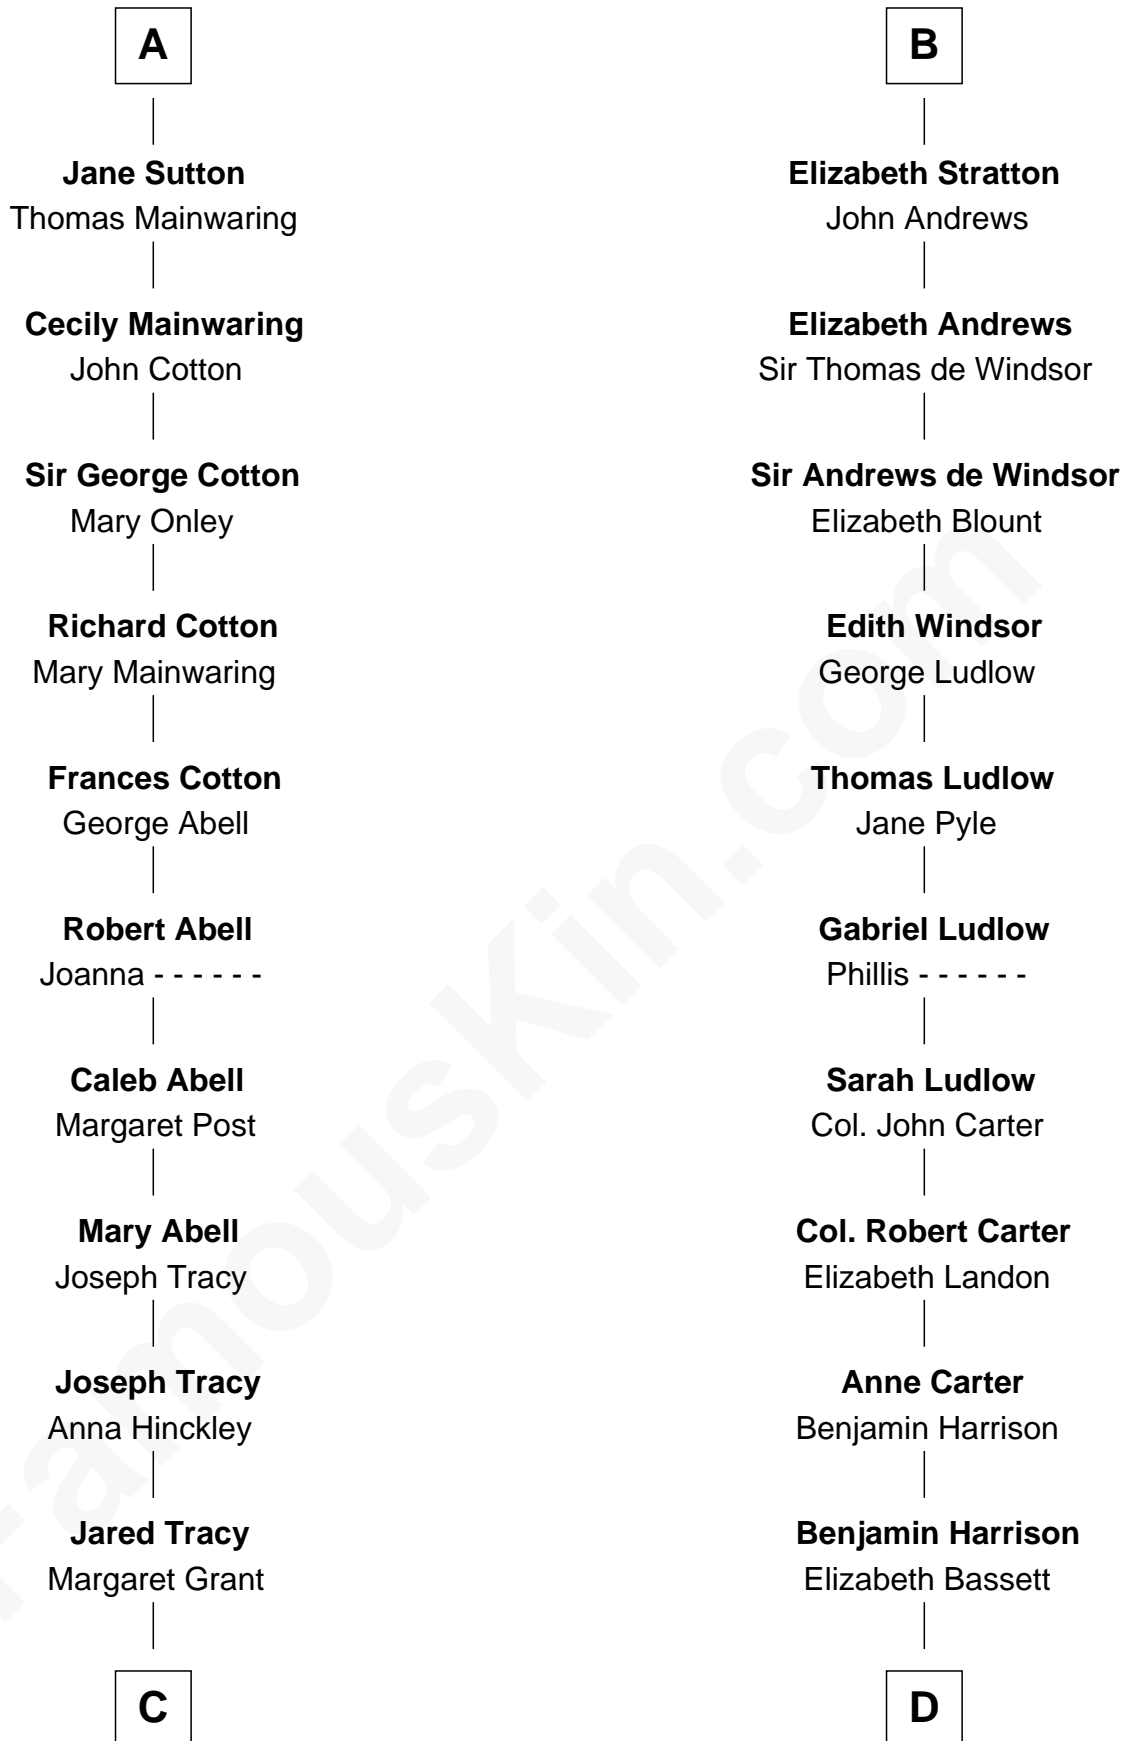 A
Jane Sutton
Thomas Mainwaring
Cecily Mainwaring
John Cotton
Sir George Cotton
Mary Onley
Richard Cotton
Mary Mainwaring
Frances Cotton
George Abell
Robert Abell
Joanna - - - - - -
Caleb Abell
Margaret Post
Mary Abell
Joseph Tracy
Joseph Tracy
Anna Hinckley
Jared Tracy
Margaret Grant
C
B
Elizabeth Stratton
John Andrews
Elizabeth Andrews
Sir Thomas de Windsor
Sir Andrews de Windsor
Elizabeth Blount
Edith Windsor
George Ludlow
Thomas Ludlow
Jane Pyle
Gabriel Ludlow
Phillis - - - - - -
Sarah Ludlow
Col. John Carter
Col. Robert Carter
Elizabeth Landon
Anne Carter
Benjamin Harrison
Benjamin Harrison
Elizabeth Bassett
D
FamousKin.com